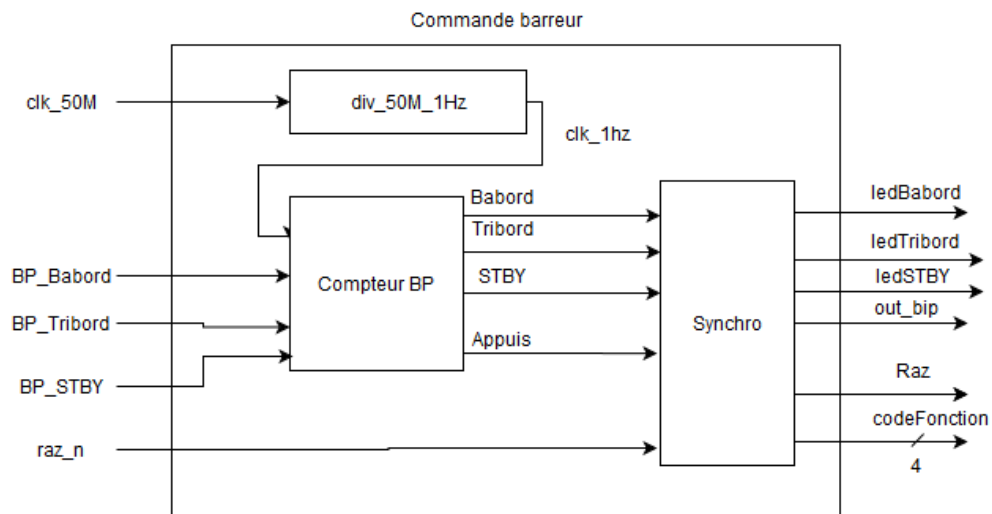 Commande barreur
clk_50M
div_50M_1Hz
clk_1hz
BP_Babord
BP_Tribord
BP_STBY
raz_n
Compteur BP
Babord
Tribord
STBY
Appuis
Synchro
ledBabord
ledTribord
ledSTBY
out_bip
Raz
codeFonction
4